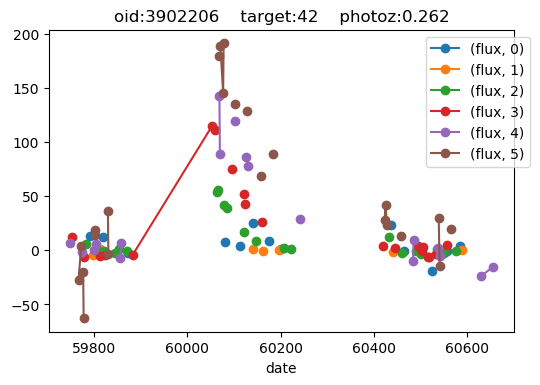 oid:3902206    target:42    photoz:0.262
200
150
100
50
0
−50
59800
60000
60200
60400
60600
date
(flux, 0)
(flux, 1)
(flux, 2)
(flux, 3)
(flux, 4)
(flux, 5)